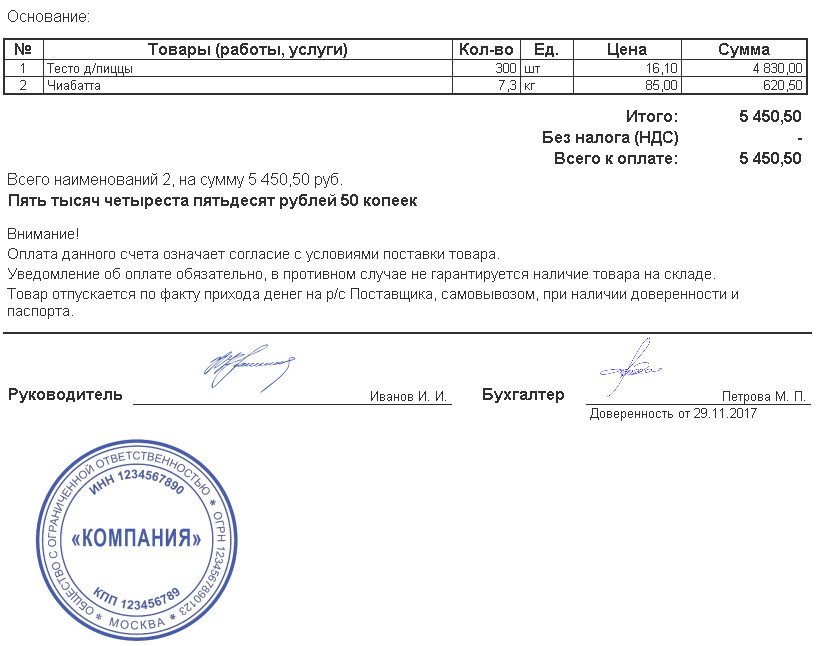 Основание:
№ Товары (работы, услуги) Кол-во Ед. Цена Сумма
1 Тесто д/пиццы 300 шт 16,10 4 830,00
2 Чиабатта 7,3 кг 85,00 620,50
Итого: 5 450,50
Без налога (НДС) -
Всего к оплате: 5 450,50
Всего наименований 2, на сумму 5 450,50 руб.
Пять тысяч четыреста пятьдесят рублей 50 копеек
Внимание!
Оплата данного счета означает согласие с условиями поставки товара.
Уведомление об оплате обязательно, в противном случае не гарантируется наличие товара на складе.
Товар отпускается по факту прихода денег на р/с Поставщика, самовывозом, при наличии доверенности и
паспорта.
Руководитель Иванов И. И. Бухгалтер Петрова М. П.
Доверенность от 29.11.2017
ОБЩЕСТВО С ОГРАНИЧЕННОЙ ОТВЕТСТВЕННОСТЬЮ * ОГРН 1234567890123 * МОСКВА *
ИНН 1234567890
«КОМПАНИЯ»
КПП 123456789